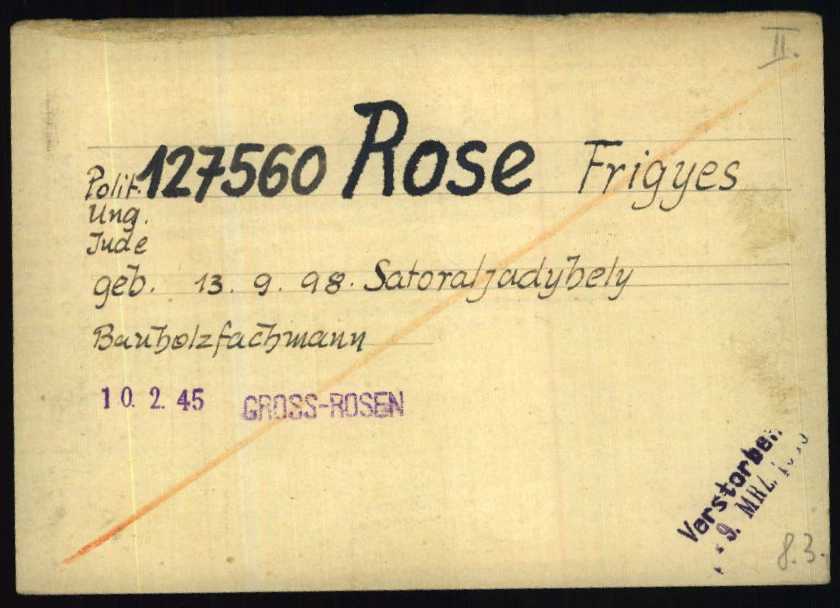 II.
Polit. 127560 Rose Frigyes
Ung.
Jude
geb. 13. 9. 98. Satoraljadyhely
Bauholzfachmann
10. 2. 45 GROSS-ROSEN
Verstorben
9. MRZ.
8.3.